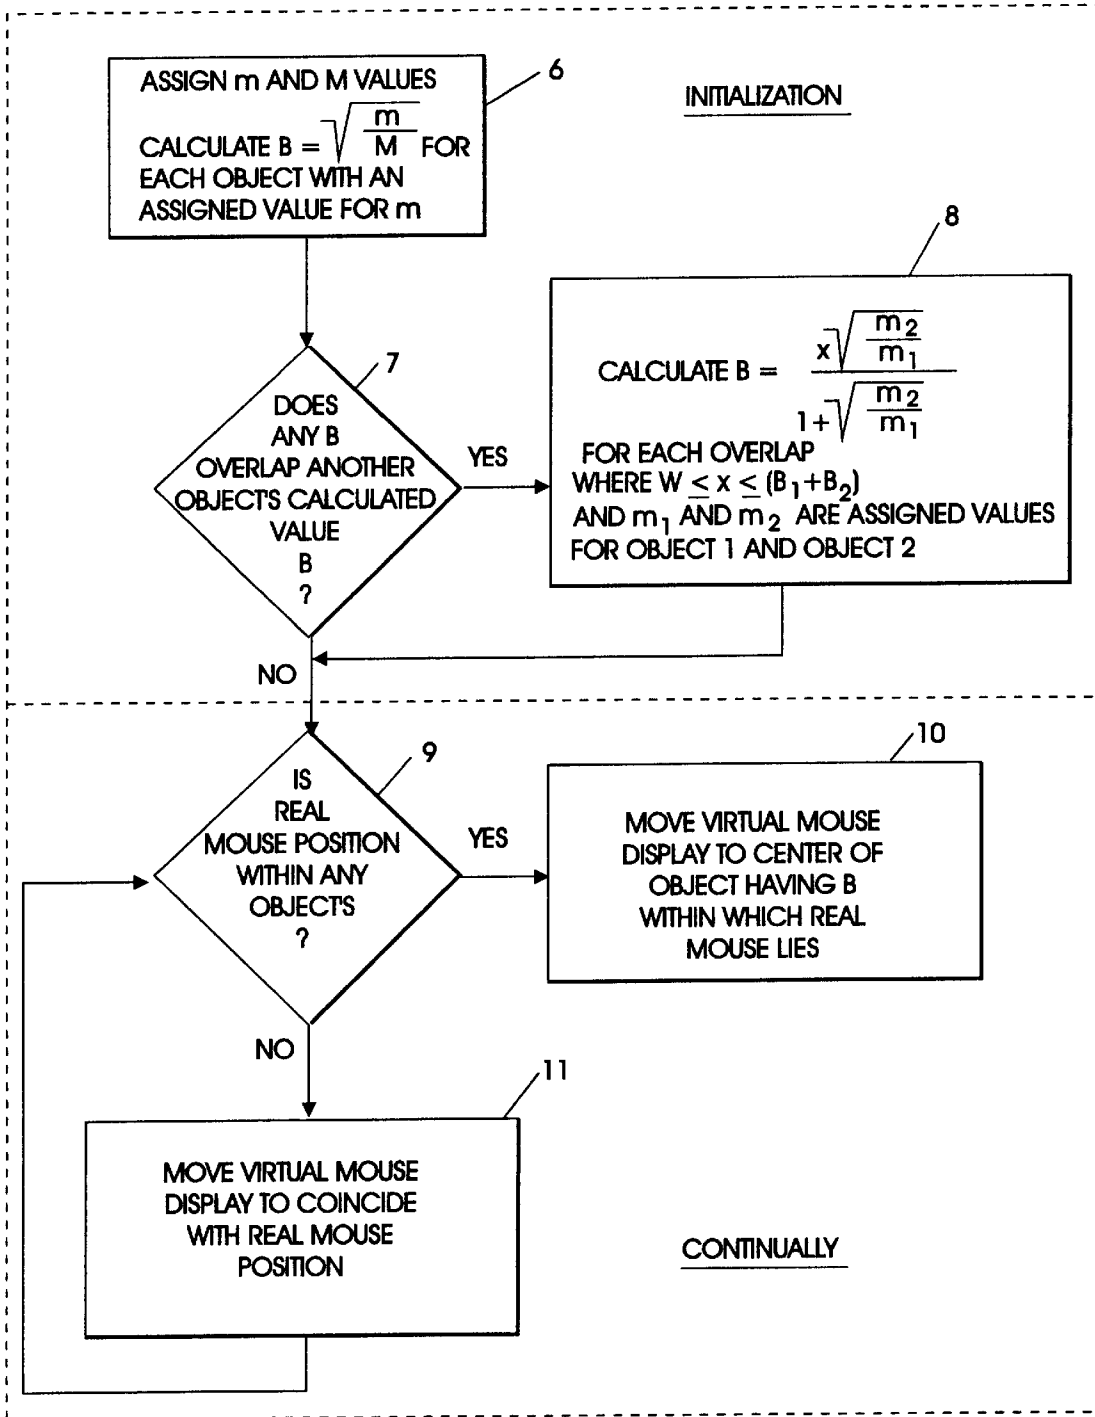 6
ASSIGN m AND M VALUES
CALCULATE B = √(m/M) FOR
EACH OBJECT WITH AN
ASSIGNED VALUE FOR m
INITIALIZATION
8
CALCULATE B = x√(m₂/m₁) / 1+√(m₂/m₁)
FOR EACH OVERLAP
WHERE W ≤ x ≤ (B₁+B₂)
AND m₁ AND m₂ ARE ASSIGNED VALUES
FOR OBJECT 1 AND OBJECT 2
7
DOES
ANY B
OVERLAP ANOTHER
OBJECT'S CALCULATED
VALUE
B
?
YES
NO
9
IS
REAL
MOUSE POSITION
WITHIN ANY
OBJECT'S
?
YES
10
MOVE VIRTUAL MOUSE
DISPLAY TO CENTER OF
OBJECT HAVING B
WITHIN WHICH REAL
MOUSE LIES
NO
11
MOVE VIRTUAL MOUSE
DISPLAY TO COINCIDE
WITH REAL MOUSE
POSITION
CONTINUALLY